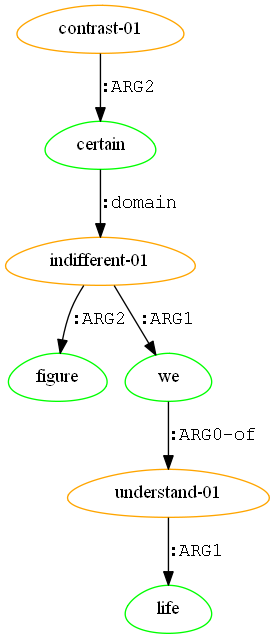 contrast-01
:ARG2
certain
:domain
indifferent-01
:ARG2 :ARG1
figure we
:ARG0-of
understand-01
:ARG1
life